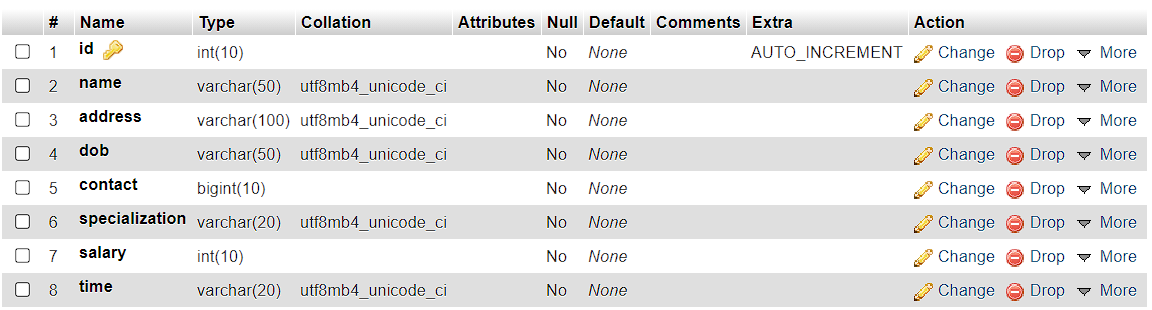 # Name Type Collation Attributes Null Default Comments Extra Action
1 id int(10) No None AUTO_INCREMENT Change Drop More
2 name varchar(50) utf8mb4_unicode_ci No None Change Drop More
3 address varchar(100) utf8mb4_unicode_ci No None Change Drop More
4 dob varchar(50) utf8mb4_unicode_ci No None Change Drop More
5 contact bigint(10) No None Change Drop More
6 specialization varchar(20) utf8mb4_unicode_ci No None Change Drop More
7 salary int(10) No None Change Drop More
8 time varchar(20) utf8mb4_unicode_ci No None Change Drop More